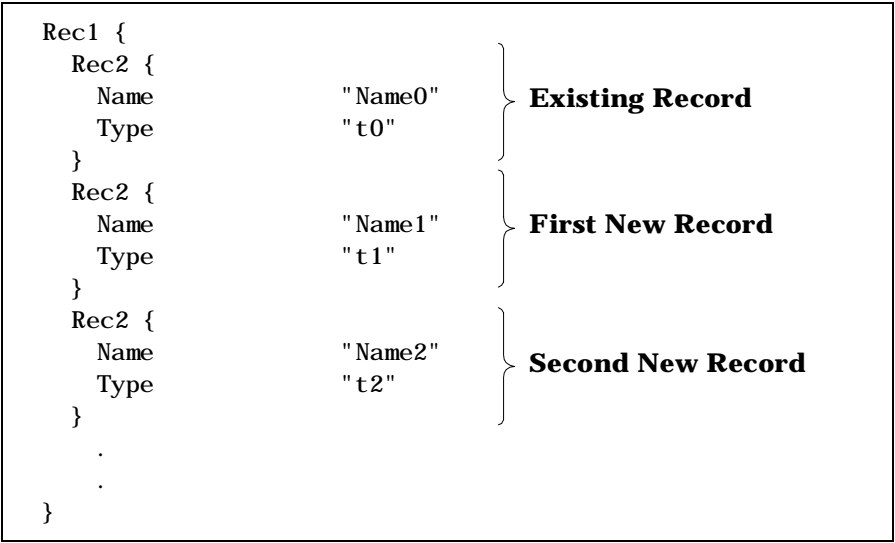 Rec1 {
Rec2 {
Name "Name0" Existing Record
Type "t0"
}
Rec2 {
Name "Name1" First New Record
Type "t1"
}
Rec2 {
Name "Name2" Second New Record
Type "t2"
}
.
.
}